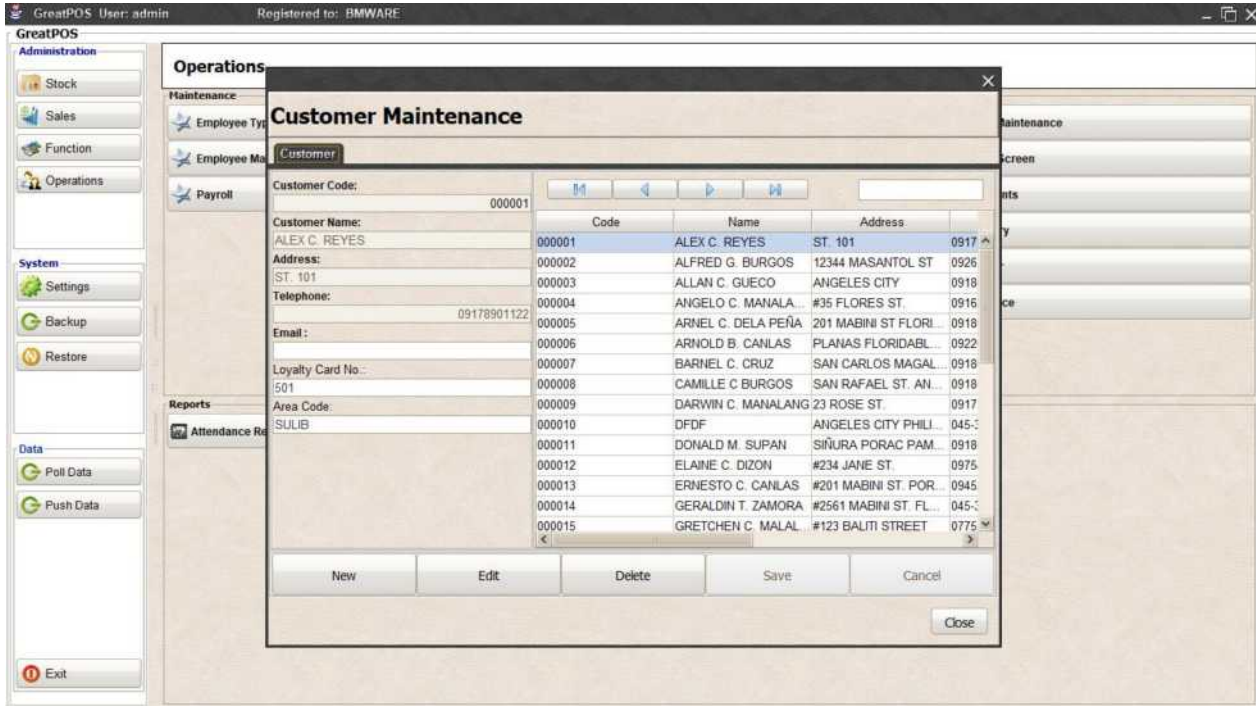 GreatPOS User: admin Registered to: BMWARE
GreatPOS
Administration
Stock
Sales
Function
Operations
System
Settings
Backup
Restore
Data
Poll Data
Push Data
Exit
Operations
Maintenance
Employee Typ
Employee Ma
Payroll
Reports
Attendance Re
Maintenance
Screen
nts
ry
ce
Customer Maintenance
Customer
Customer Code:
000001
Customer Name:
ALEX C. REYES
Address:
ST. 101
Telephone:
09178901122
Email :
Loyalty Card No.:
501
Area Code:
SULIB
Code Name Address
000001 ALEX C. REYES ST. 101 0917
000002 ALFRED G. BURGOS 12344 MASANTOL ST 0926
000003 ALLAN C. GUECO ANGELES CITY 0918
000004 ANGELO C. MANALA... #35 FLORES ST. 0916
000005 ARNEL C. DELA PEÑA 201 MABINI ST FLORI... 0918
000006 ARNOLD B. CANLAS PLANAS FLORIDABL... 0922
000007 BARNEL C. CRUZ SAN CARLOS MAGAL... 0918
000008 CAMILLE C BURGOS SAN RAFAEL ST. AN... 0918
000009 DARWIN C. MANALANG 23 ROSE ST. 0917
000010 DFDF ANGELES CITY PHILI... 045-
000011 DONALD M. SUPAN SIÑURA PORAC PAM... 0918
000012 ELAINE C. DIZON #234 JANE ST. 0975
000013 ERNESTO C. CANLAS #201 MABINI ST. POR... 0945
000014 GERALDIN T. ZAMORA #2561 MABINI ST. FL... 045-
000015 GRETCHEN C. MALAL... #123 BALITI STREET 0775
New Edit Delete Save Cancel
Close